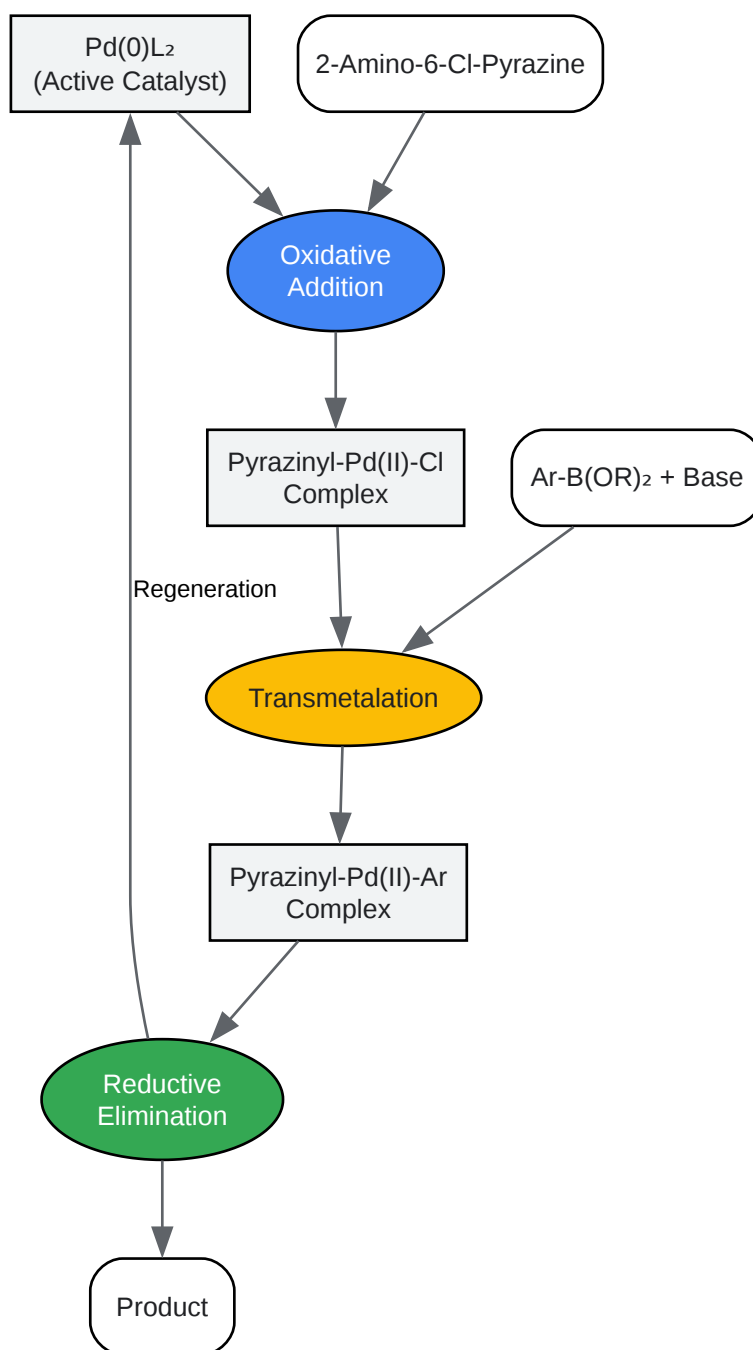 Pd(0)L₂
(Active Catalyst)
2-Amino-6-Cl-Pyrazine
Oxidative
Addition
Pyrazinyl-Pd(II)-Cl
Complex
Ar-B(OR)₂ + Base
Regeneration
Transmetalation
Pyrazinyl-Pd(II)-Ar
Complex
Reductive
Elimination
Product